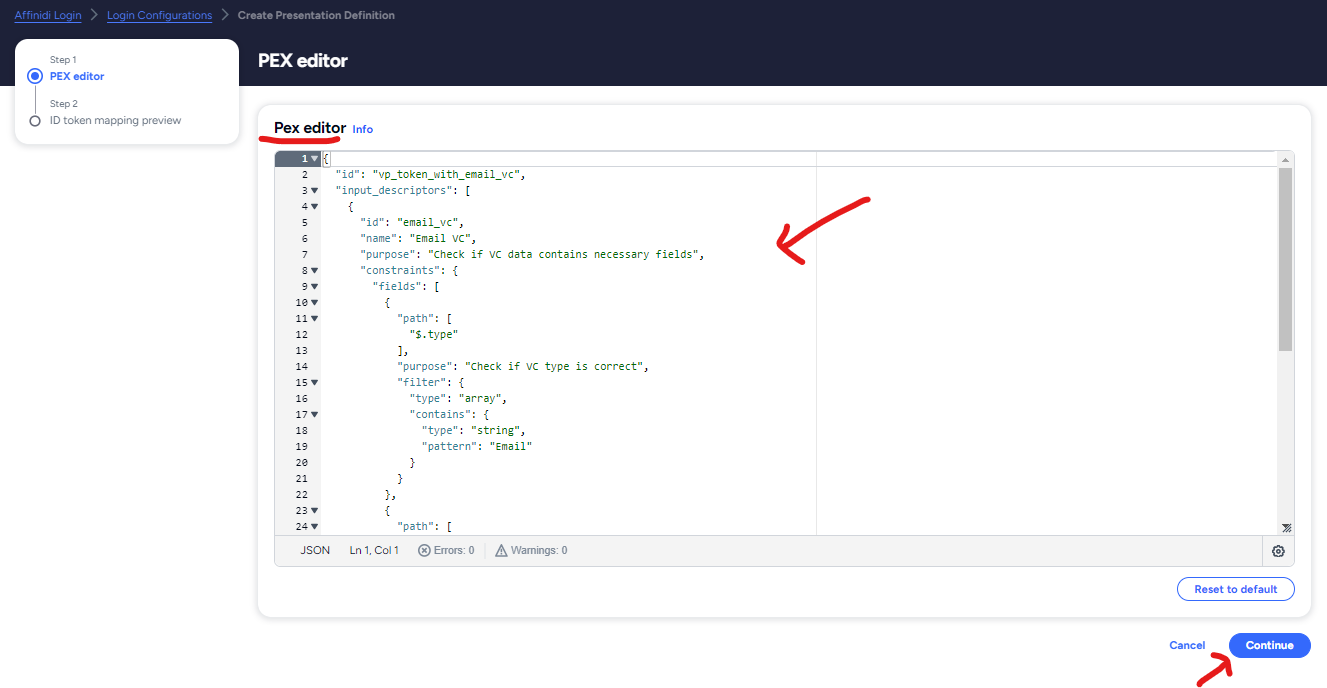 Affinidi Login > Login Configurations > Create Presentation Definition
Step 1
PEX editor
Step 2
ID token mapping preview
PEX editor
Pex editor Info
1 {
2 "id": "vp_token_with_email_vc",
3 "input_descriptors": [
4 {
5 "id": "email_vc",
6 "name": "Email VC",
7 "purpose": "Check if VC data contains necessary fields",
8 "constraints": {
9 "fields": [
10 {
11 "path": [
12 "$.type"
13 ],
14 "purpose": "Check if VC type is correct",
15 "filter": {
16 "type": "array",
17 "contains": {
18 "type": "string",
19 "pattern": "Email"
20 }
21 }
22 },
23 {
24 "path": [
JSON Ln 1, Col 1 Errors: 0 Warnings: 0
Reset to default
Cancel Continue